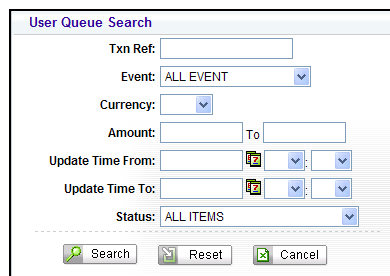 User Queue Search
Txn Ref:
Event: ALL EVENT
Currency:
Amount: To
Update Time From: :
Update Time To: :
Status: ALL ITEMS
Search Reset Cancel